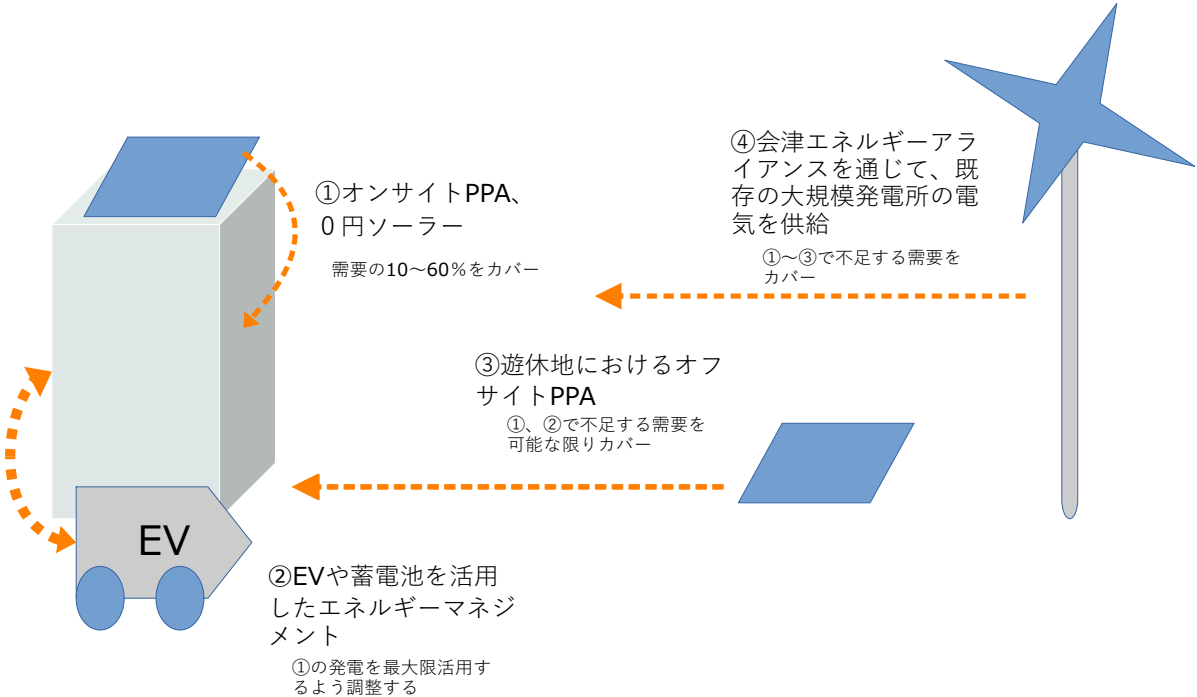 ①オンサイトPPA、
０円ソーラー
需要の10～60％をカバー
EV
②EVや蓄電池を活用
したエネルギーマネジ
メント
①の発電を最大限活用す
るよう調整する
③遊休地におけるオフ
サイトPPA
①、②で不足する需要を
可能な限りカバー
④会津エネルギーアラ
イアンスを通じて、既
存の大規模発電所の電
気を供給
①～③で不足する需要を
カバー